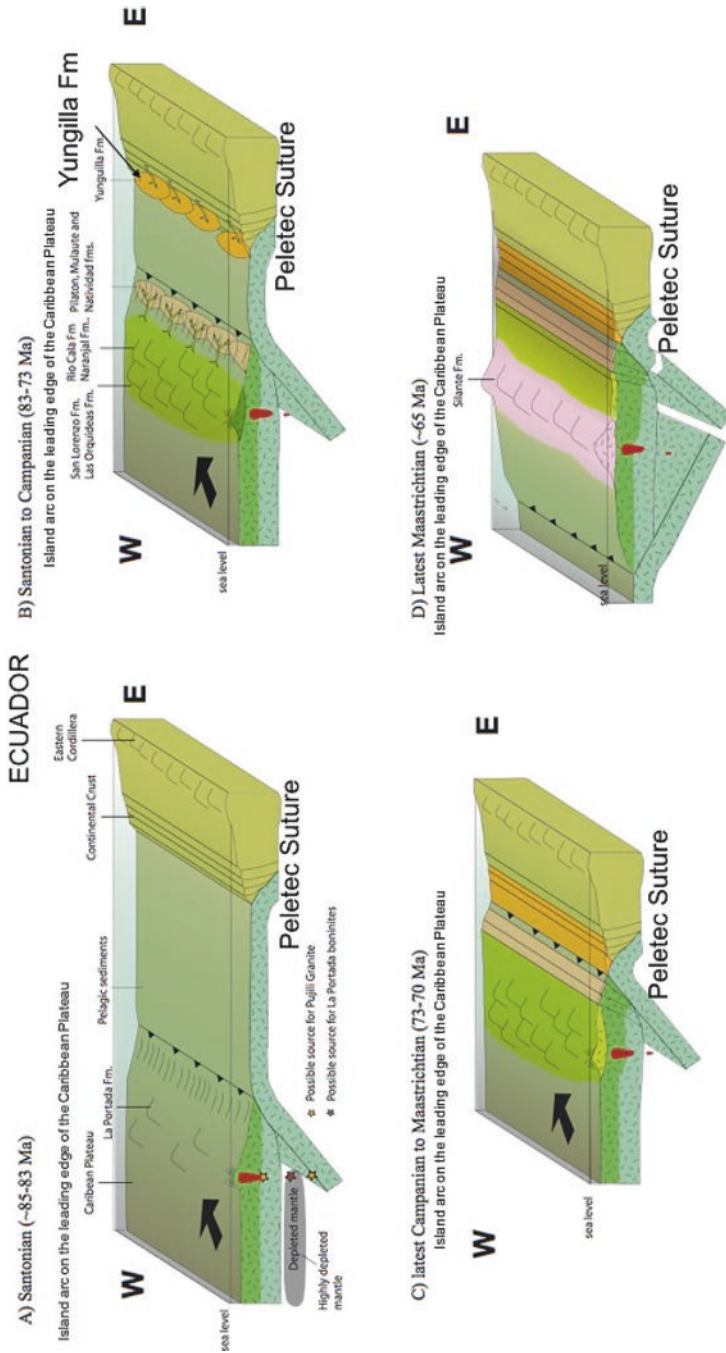 ECUADOR
A) Santonian (~85-83 Ma)
Island arc on the leading edge of the Caribbean Plateau
W
E
Caribean Plateau
La Portada Fm.
Pelagic sediments
Continental Crust
Eastern
Cordillera
sea level
Depleted mantle
Highly depleted
mantle
Peletec Suture
Possible source for Pujili Granite
Possible source for La Portada boninites
B) Santonian to Campanian (83-73 Ma)
Island arc on the leading edge of the Caribbean Plateau
W
E
San Lorenzo Fm.
Las Orquideas Fm.
Rio Cala Fm
Naranjal Fm..
Pilaton, Mulaute and
Natividad fms.
Yungilla Fm
Yunguilla Fm.
sea level
Peletec Suture
C) latest Campanian to Maastrichtian (73-70 Ma)
Island arc on the leading edge of the Caribbean Plateau
W
E
sea level
Peletec Suture
D) Latest Maastrichtian (~65 Ma)
Island arc on the leading edge of the Caribbean Plateau
W
E
Silante Fm.
sea level
Peletec Suture